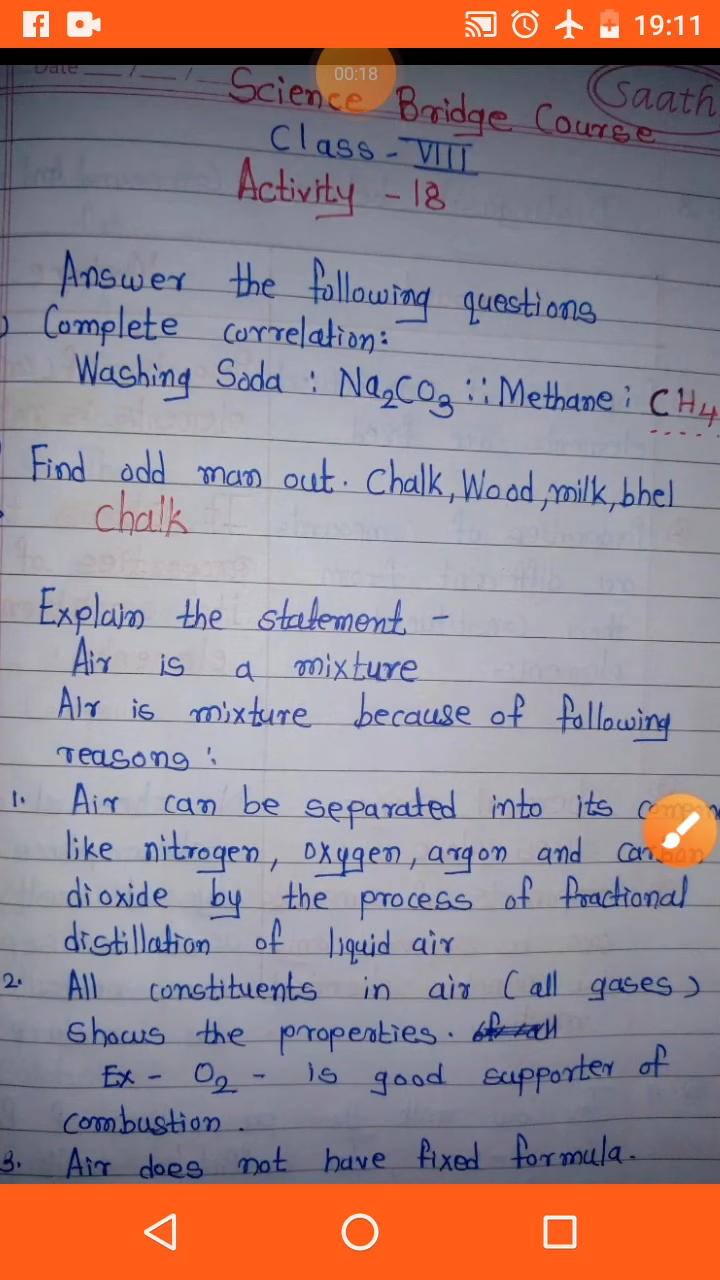 19:11
00:18
Date
Science Bridge Course
Saath
Class - VIII
Activity - 18
Answer the following questions
Complete correlation:
Washing Soda : Na2CO3 :: Methane : CH4
Find odd man out. Chalk, Wood, milk, bhel
chalk
Explain the statement -
Air is a mixture
Air is mixture because of following
reasong :
1. Air can be separated into its
like nitrogen, oxygen, argon and carbon
dioxide by the process of fractional
distillation of liquid air
2. All constituents in air (all gases)
shows the properties.
Ex - O2 - is good supporter of
combustion.
3. Air does not have fixed formula.